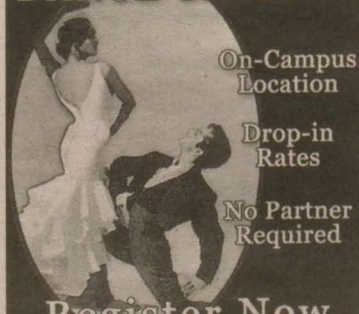 On-Campus
Location
Drop-in
Rates
No Partner
Required
Register Now